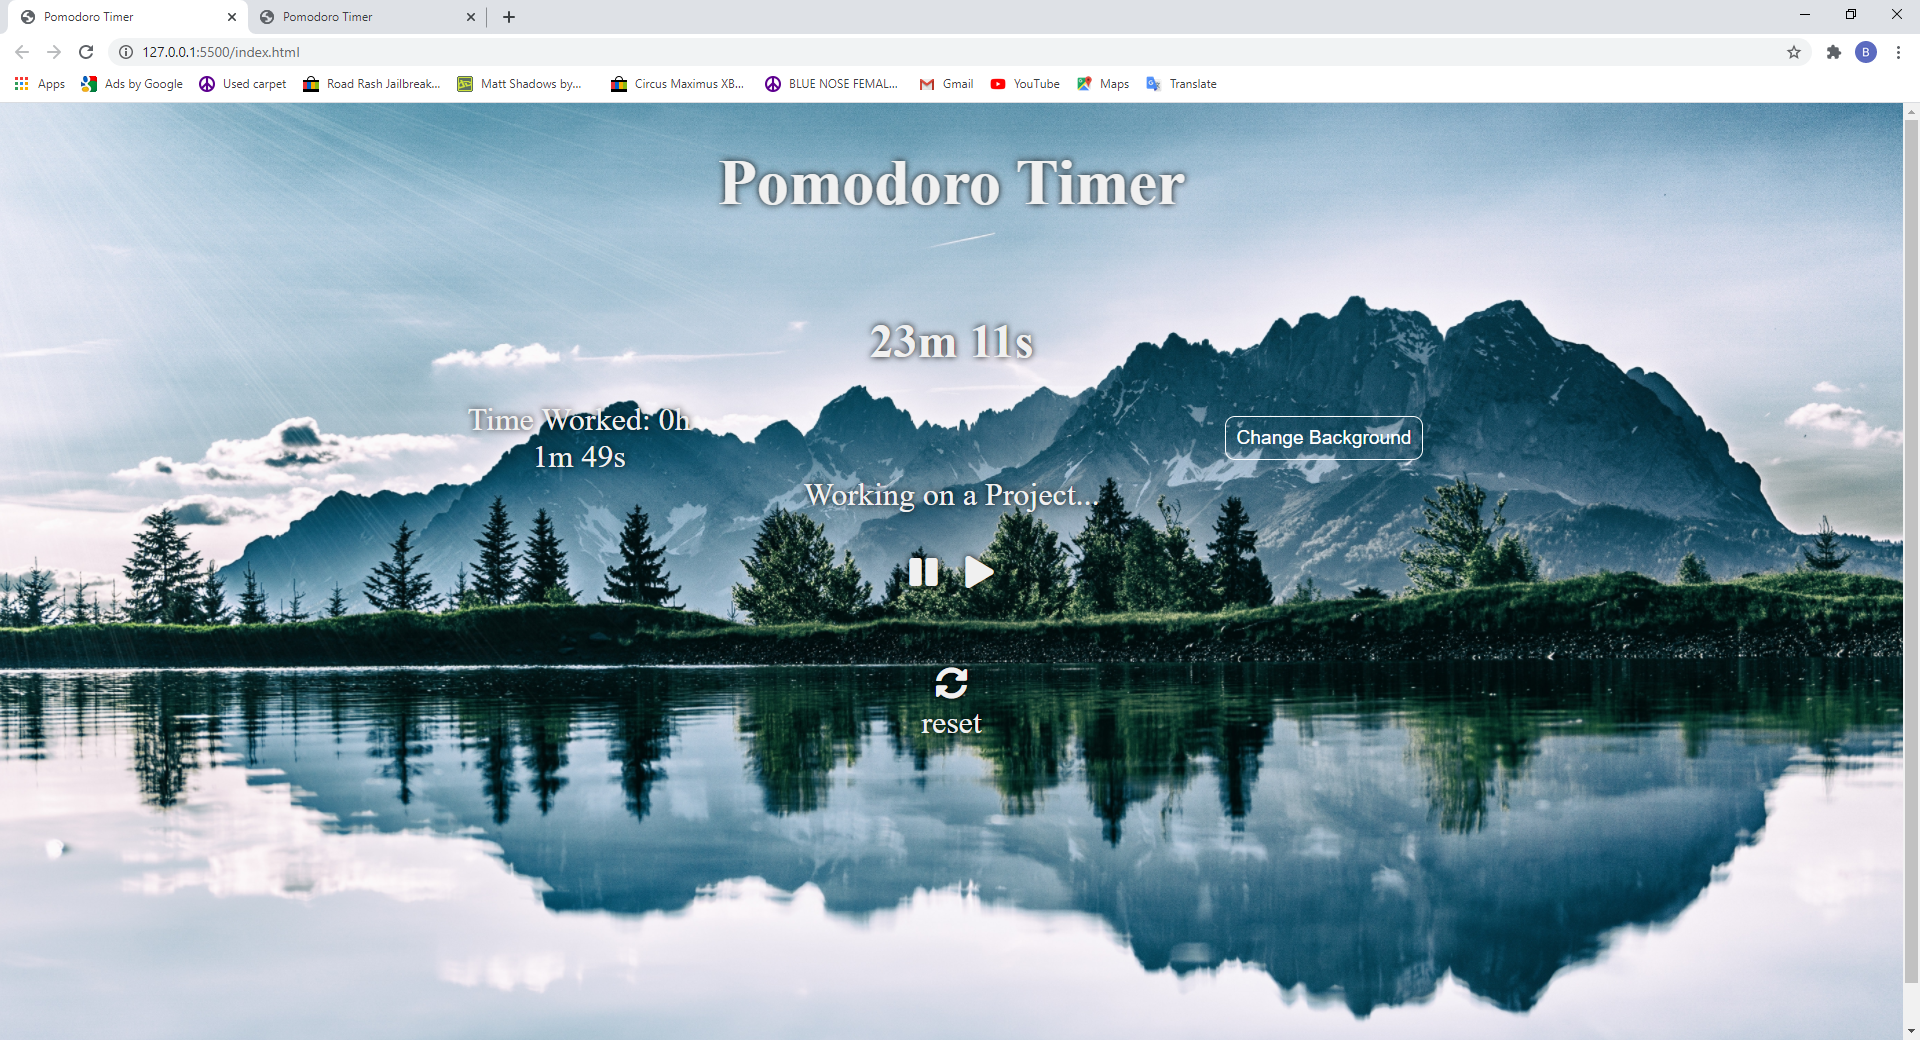 Pomodoro Timer
Pomodoro Timer
127.0.0.1:5500/index.html
B
Apps
Ads by Google
Used carpet
Road Rash Jailbreak...
Matt Shadows by...
Circus Maximus XB...
BLUE NOSE FEMAL...
Gmail
YouTube
Maps
Translate
Pomodoro Timer
23m 11s
Time Worked: 0h
1m 49s
Change Background
Working on a Project...
reset